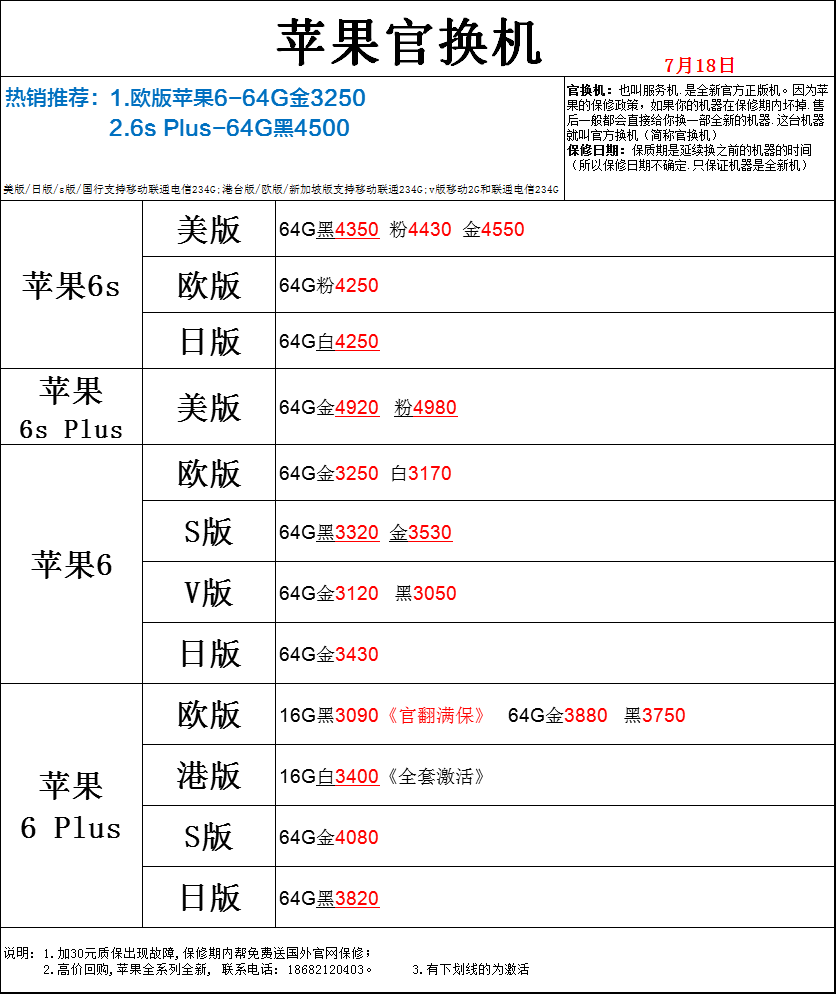 苹果官换机
7月18日
热销推荐：1.欧版苹果6-64G金3250
2.6s Plus-64G黑4500
美版/日版/s版/国行支持移动联通电信234G;港台版/欧版/新加坡版支持移动联通234G;v版移动2G和联通电信234G
官换机：也叫服务机.是全新官方正版机。因为苹
果的保修政策，如果你的机器在保修期内坏掉.售
后一般都会直接给你换一部全新的机器.这台机器
就叫官方换机（简称官换机）
保修日期：保质期是延续换之前的机器的时间
（所以保修日期不确定.只保证机器是全新机）
苹果6s
美版
64G黑4350 粉4430 金4550
欧版
64G粉4250
日版
64G白4250
苹果
6s Plus
美版
64G金4920 粉4980
苹果6
欧版
64G金3250 白3170
S版
64G黑3320 金3530
V版
64G金3120 黑3050
日版
64G金3430
苹果
6 Plus
欧版
16G黑3090《官翻满保》 64G金3880 黑3750
港版
16G白3400《全套激活》
S版
64G金4080
日版
64G黑3820
说明：1.加30元质保出现故障,保修期内帮免费送国外官网保修；
2.高价回购,苹果全系列全新, 联系电话：18682120403。 3.有下划线的为激活